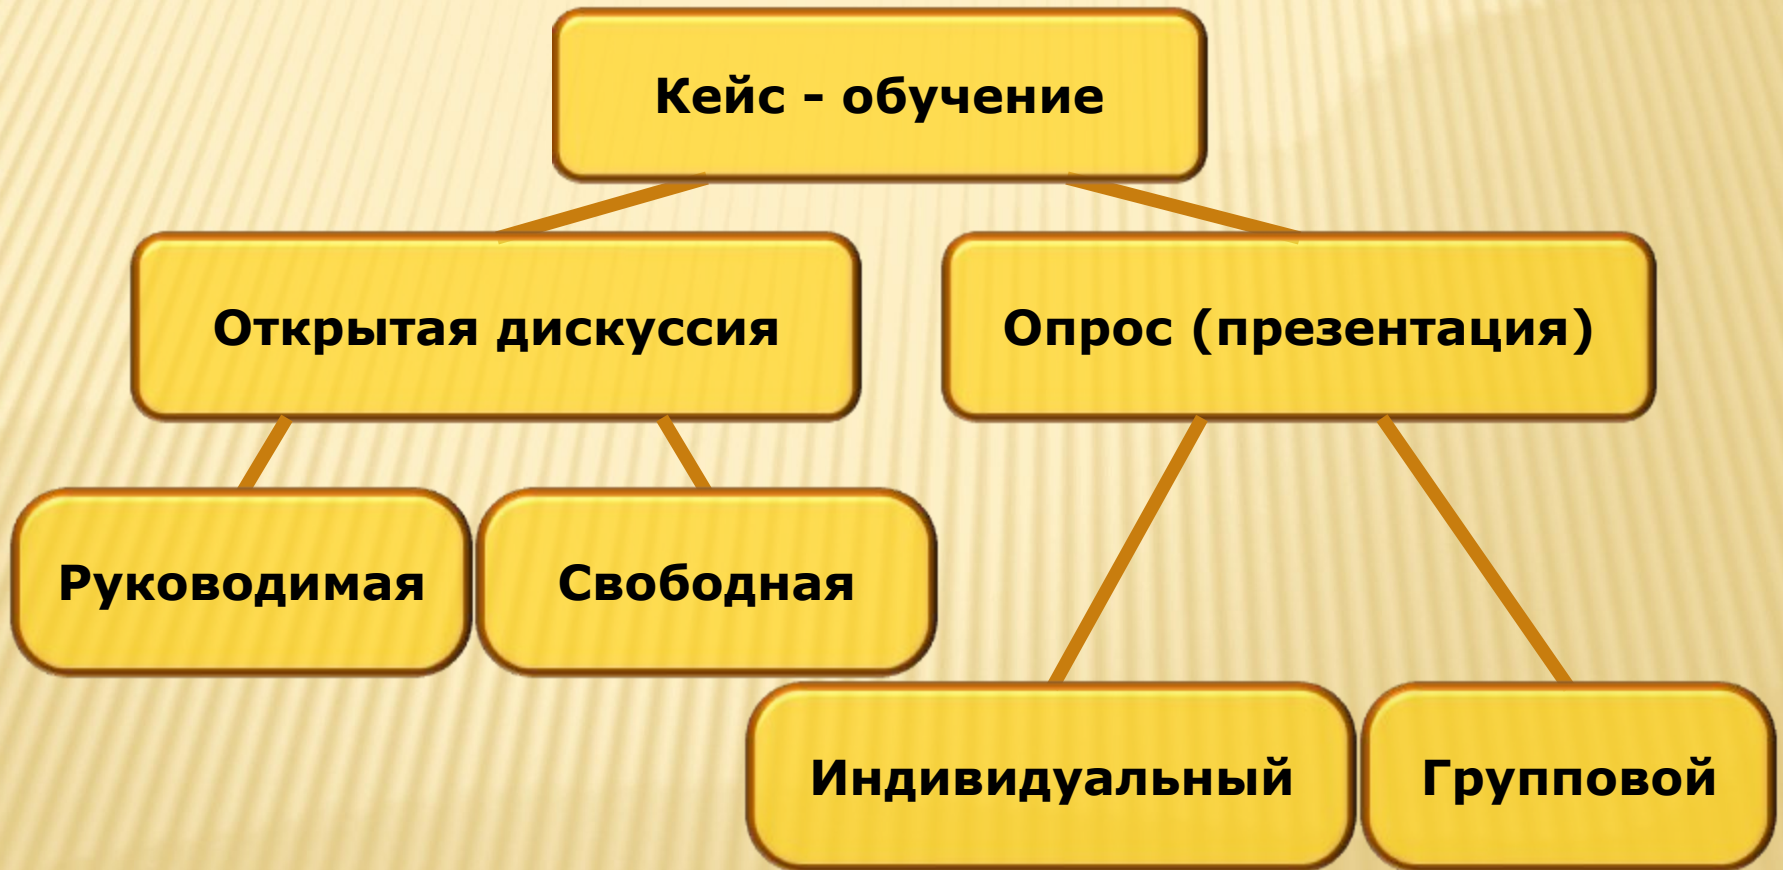 Кейс - обучение
Открытая дискуссия
Опрос (презентация)
Руководимая
Свободная
Индивидуальный
Групповой